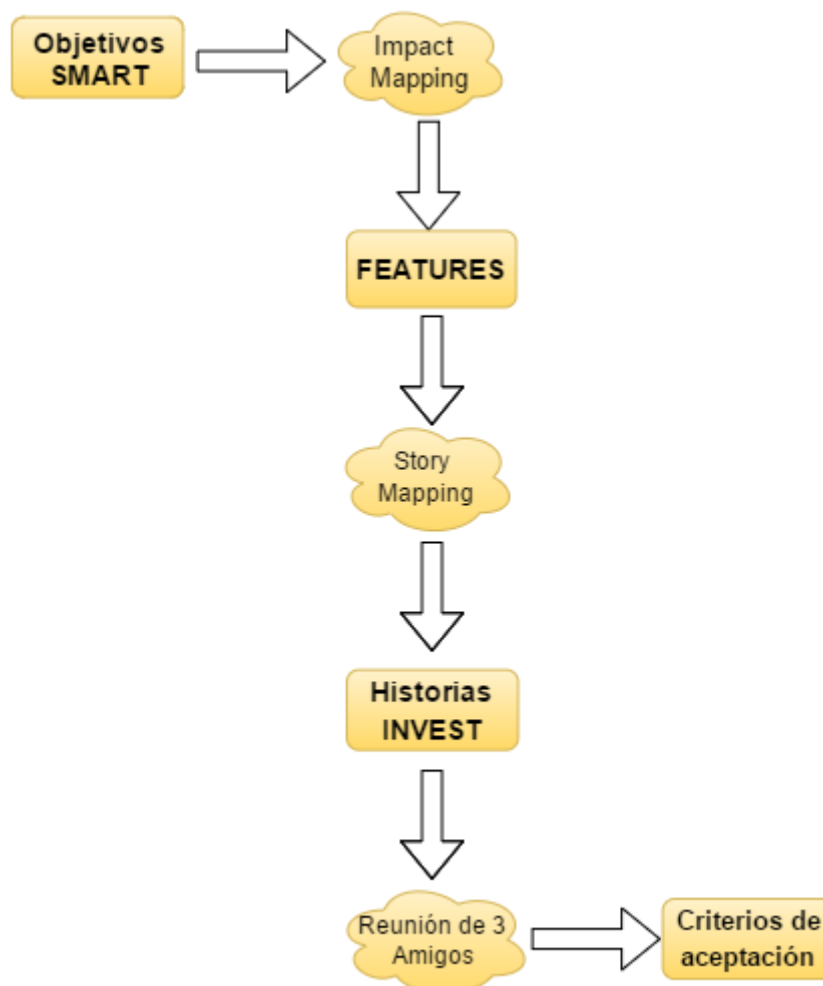 Objetivos
SMART
Impact
Mapping
FEATURES
Story
Mapping
Historias
INVEST
Reunión de 3
Amigos
Criterios de
aceptación